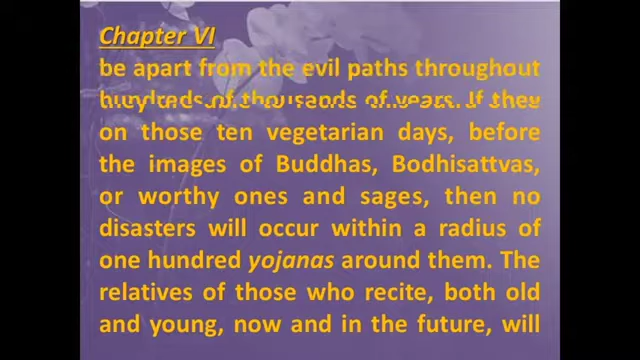 Chapter VI
be apart from the evil paths throughout
hundreds of thousands of years. If they
on those ten vegetarian days, before
the images of Buddhas, Bodhisattvas,
or worthy ones and sages, then no
disasters will occur within a radius of
one hundred yojanas around them. The
relatives of those who recite, both old
and young, now and in the future, will